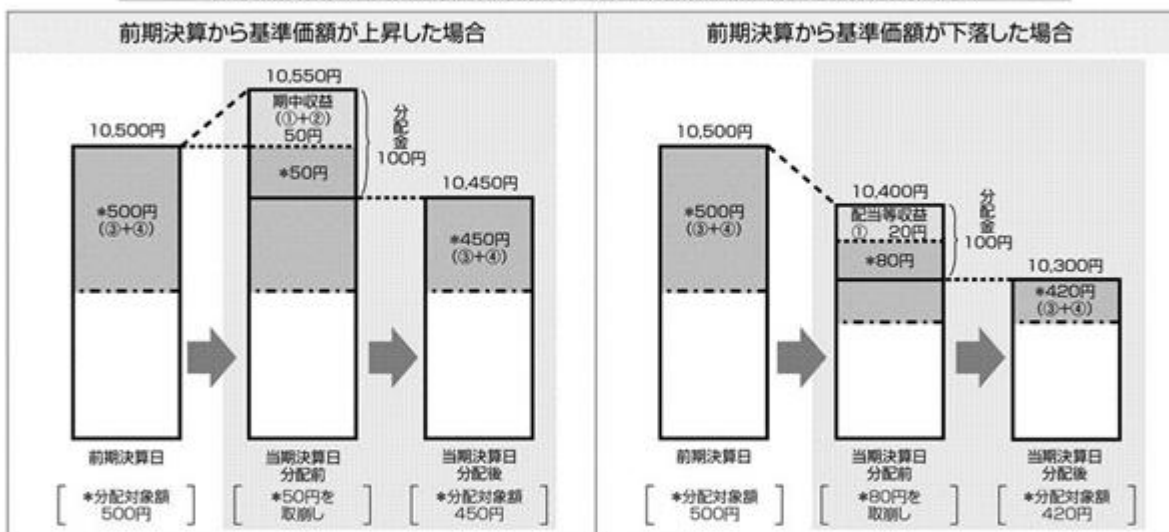 前期決算から基準価額が上昇した場合
10,550円
期中収益
(①+②)
50円
*50円
分配金
100円
10,500円
*500円
(③+④)
10,450円
*450円
(③+④)
前期決算日
当期決算日
分配前
当期決算日
分配後
*分配対象額
500円
*50円を
取崩し
*分配対象額
450円
前期決算から基準価額が下落した場合
10,500円
*500円
(③+④)
10,400円
配当等収益
① 20円
*80円
分配金
100円
10,300円
*420円
(③+④)
前期決算日
当期決算日
分配前
当期決算日
分配後
*分配対象額
500円
*80円を
取崩し
*分配対象額
420円